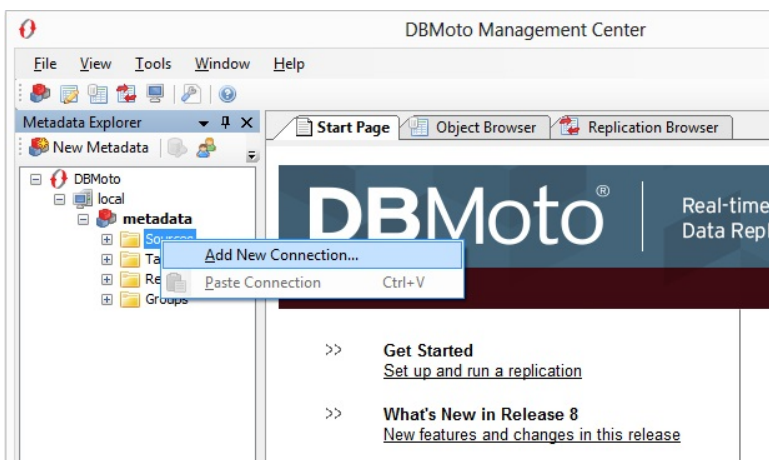 DBMoto Management Center
File View Tools Window Help
Metadata Explorer
Start Page Object Browser Replication Browser
New Metadata
DBMoto
local
metadata
Sources
Add New Connection...
Paste Connection Ctrl+V
Groups
DBMoto®
Real-time
Data Repl
>> Get Started
Set up and run a replication
>> What's New in Release 8
New features and changes in this release